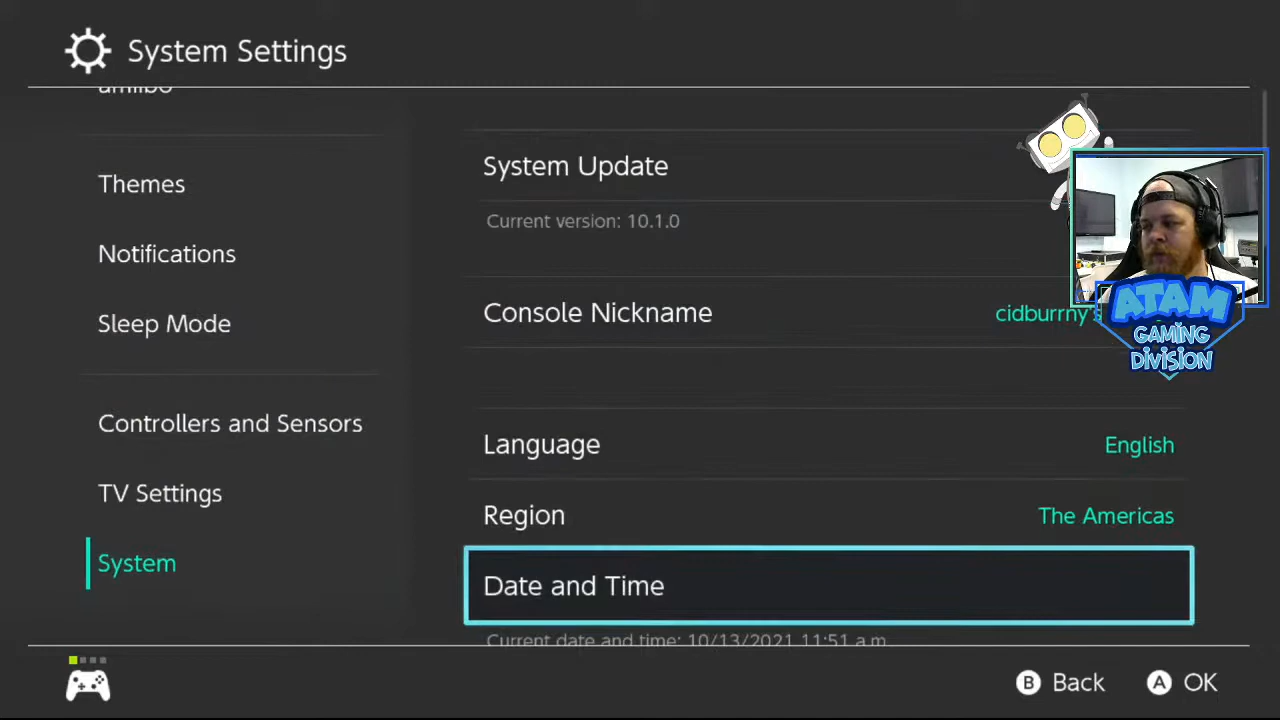 System Settings
amiibo
Themes
Notifications
Sleep Mode
Controllers and Sensors
TV Settings
System
System Update
Current version: 10.1.0
Console Nickname
cidburrny's
Language
English
Region
The Americas
Date and Time
Current date and time: 10/13/2021 11:51 a.m.
ATAM
GAMING
DIVISION
B Back
A OK